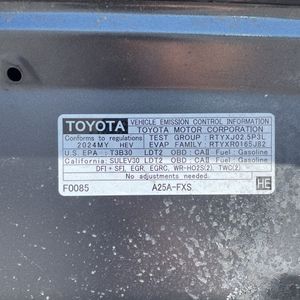 TOYOTA VEHICLE EMISSION CONTROL INFORMATION
TOYOTA MOTOR CORPORATION
Conforms to regulations TEST GROUP : RTYXJ02.5P3L
2024MY HEV EVAP FAMILY : RTYXR0165J82
U.S. EPA : T3B30 LDT2 OBD : CAII Fuel : Gasoline
California: SULEV30 LDT2 OBD : CAII Fuel : Gasoline
DFI + SFI, EGR, EGRC, WR-HO2S(2), TWC(2)
No adjustments needed.
F0085 A25A-FXS HE